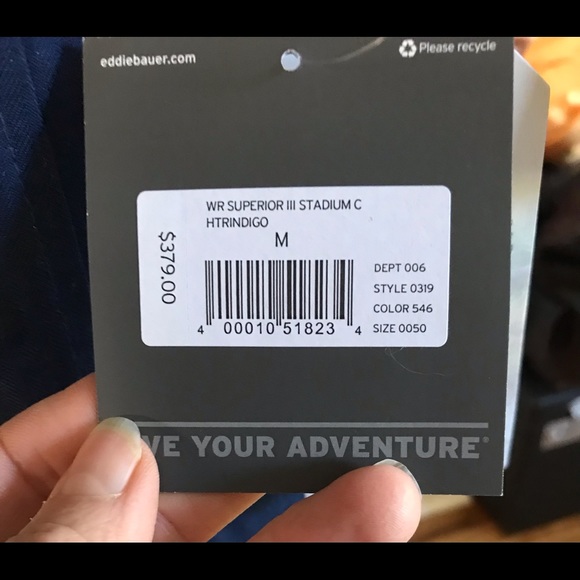 eddiebauer.com
Please recycle
WR SUPERIOR III STADIUM C
HTRINDIGO
M
$379.00
DEPT 006
STYLE 0319
COLOR 546
SIZE 0050
4 00010 51823 4
VE YOUR ADVENTURE®